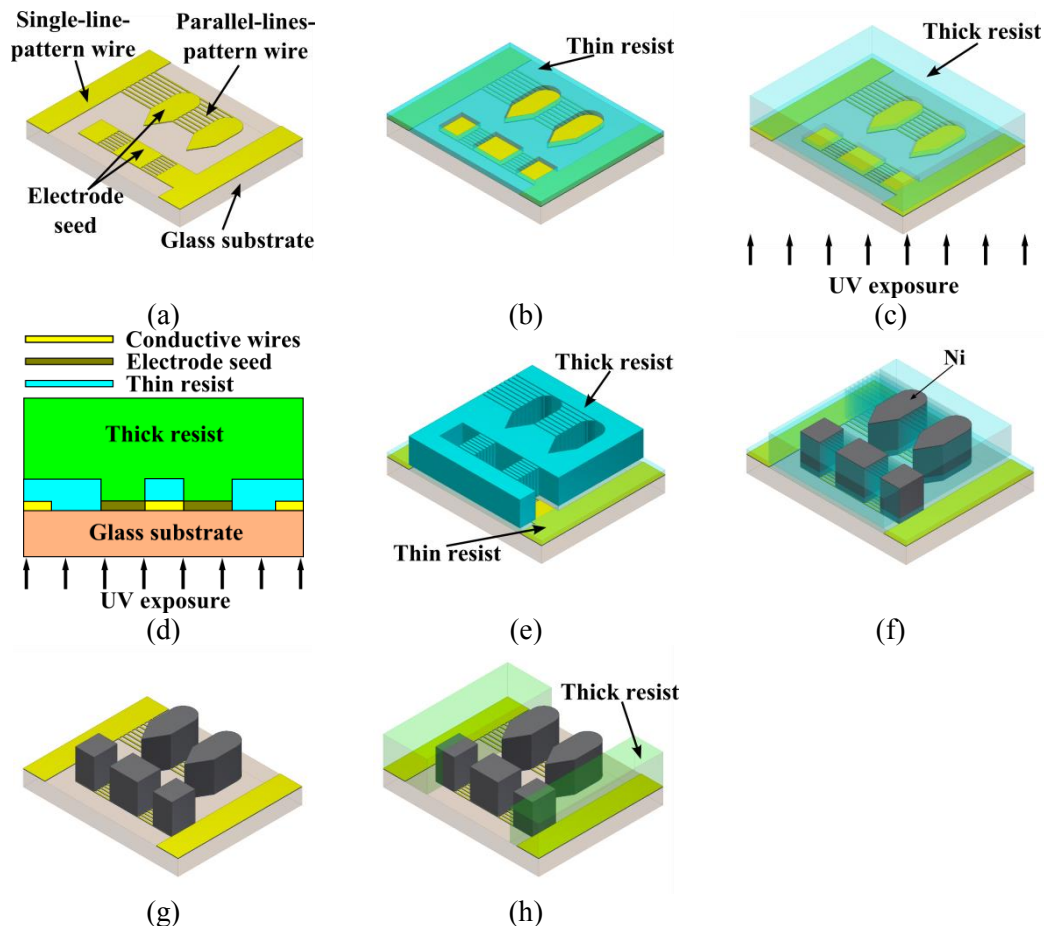 Single-line-
pattern wire
Parallel-lines-
pattern wire
Electrode
seed
Glass substrate
(a)
Thin resist
(b)
Thick resist
UV exposure
(c)
Conductive wires
Electrode seed
Thin resist
Thick resist
Glass substrate
UV exposure
(d)
Thick resist
Thin resist
(e)
Ni
(f)
(g)
Thick resist
(h)